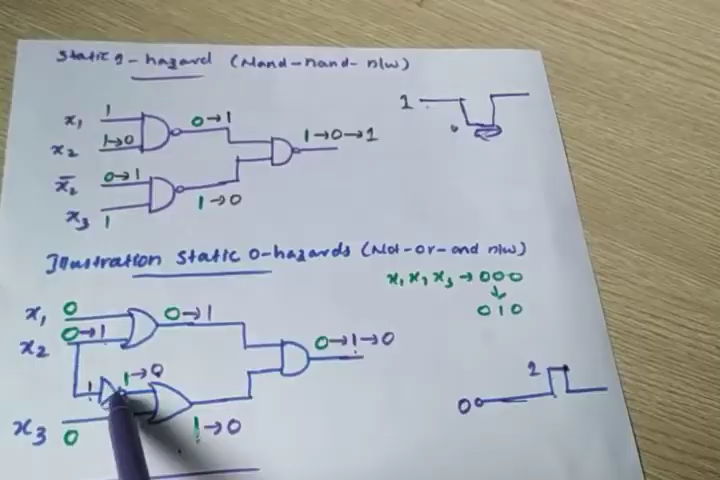 Static 1-hazard (Nand-nand-n/w)
x₁ 1 0→1 1→0→1 1
x₂ 1→0
x̄₂ 0→1
x₃ 1 1→0
Illustration Static 0-hazards (Not-or-and n/w)
x₁ x₂ x₃ → 000
↓
010
x₁ 0 0→1 0→1→0
x₂ 0→1
1 1→0 1
0
x₃ 0 1→0